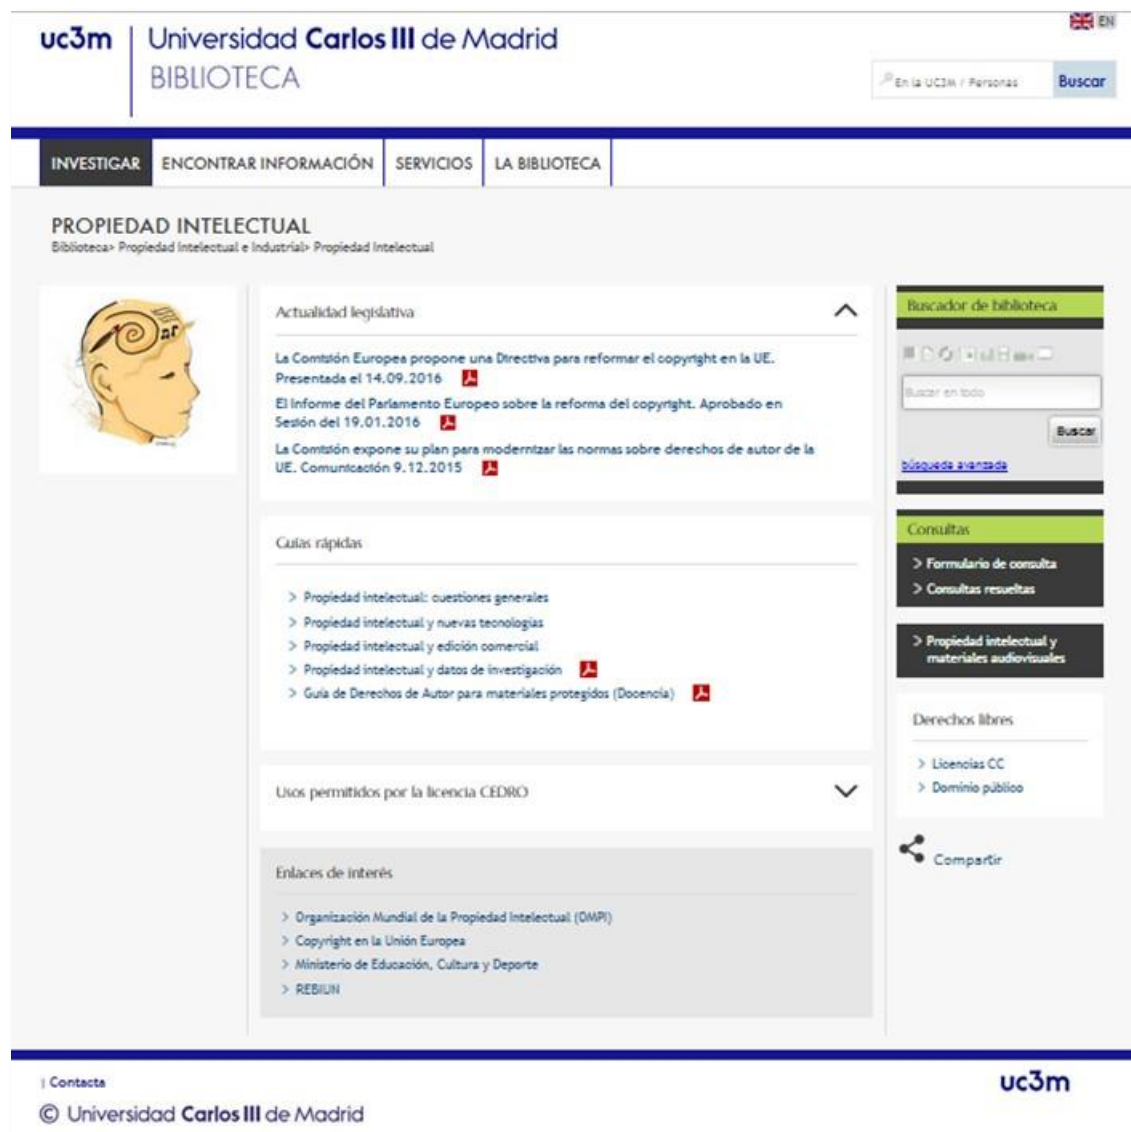 uc3m
Universidad Carlos III de Madrid
BIBLIOTECA
EN
En la UC3M / Personas
Buscar
INVESTIGAR
ENCONTRAR INFORMACIÓN
SERVICIOS
LA BIBLIOTECA
PROPIEDAD INTELECTUAL
Biblioteca> Propiedad Intelectual e Industrial> Propiedad Intelectual
Actualidad legislativa
La Comisión Europea propone una Directiva para reformar el copyright en la UE.
Presentada el 14.09.2016
El Informe del Parlamento Europeo sobre la reforma del copyright. Aprobado en
Sesión del 19.01.2016
La Comisión expone su plan para modernizar las normas sobre derechos de autor de la
UE. Comunicación 9.12.2015
Guías rápidas
> Propiedad intelectual: cuestiones generales
> Propiedad intelectual y nuevas tecnologías
> Propiedad intelectual y edición comercial
> Propiedad intelectual y datos de investigación
> Guía de Derechos de Autor para materiales protegidos (Docencia)
Usos permitidos por la licencia CEDRO
Enlaces de interés
> Organización Mundial de la Propiedad Intelectual (OMPI)
> Copyright en la Unión Europea
> Ministerio de Educación, Cultura y Deporte
> REBIUN
Buscador de biblioteca
Buscar en todo
Buscar
búsqueda avanzada
Consultas
> Formulario de consulta
> Consultas resueltas
> Propiedad intelectual y
materiales audiovisuales
Derechos libres
> Licencias CC
> Dominio público
Compartir
| Contacta
uc3m
© Universidad Carlos III de Madrid